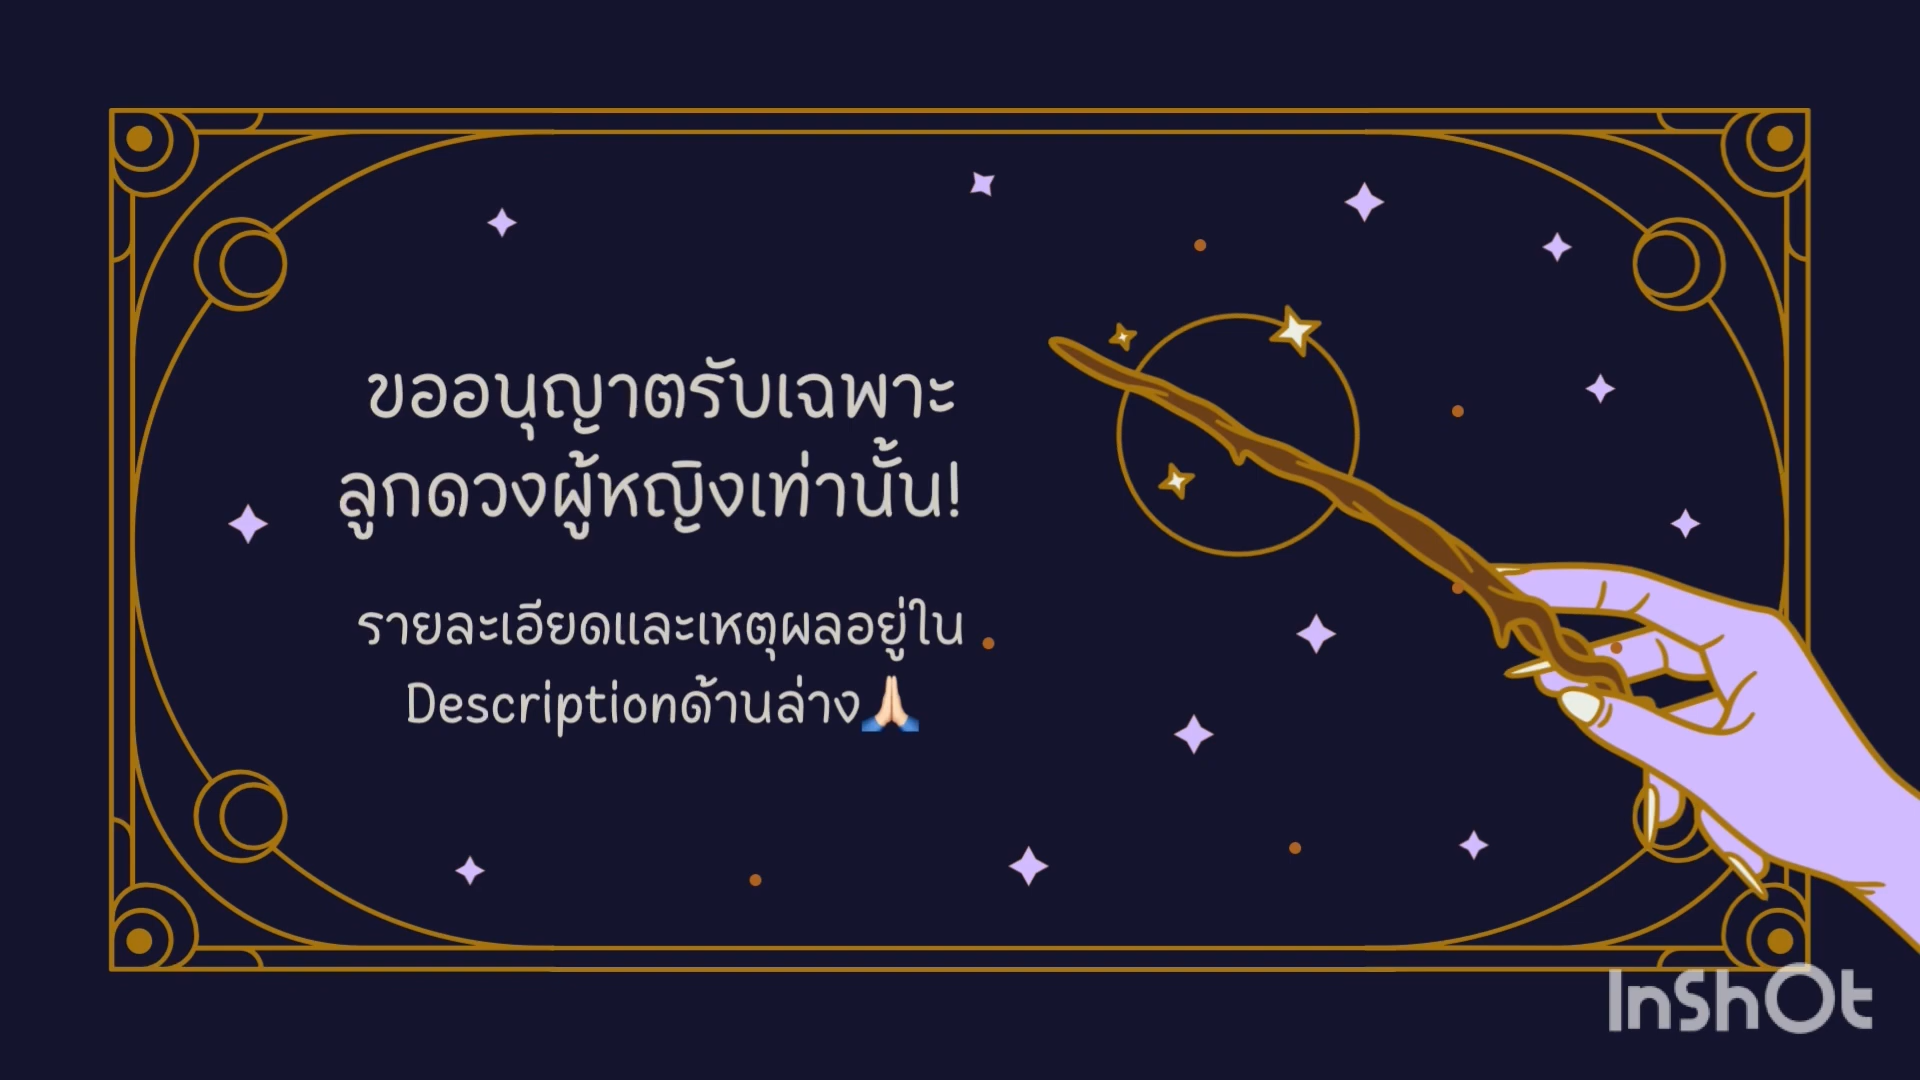 ขออนุญาตรับเฉพาะ
ลูกดวงผู้หญิงเท่านั้น!
รายละเอียดและเหตุผลอยู่ใน
Descriptionด้านล่าง🙏🏻
InShOt